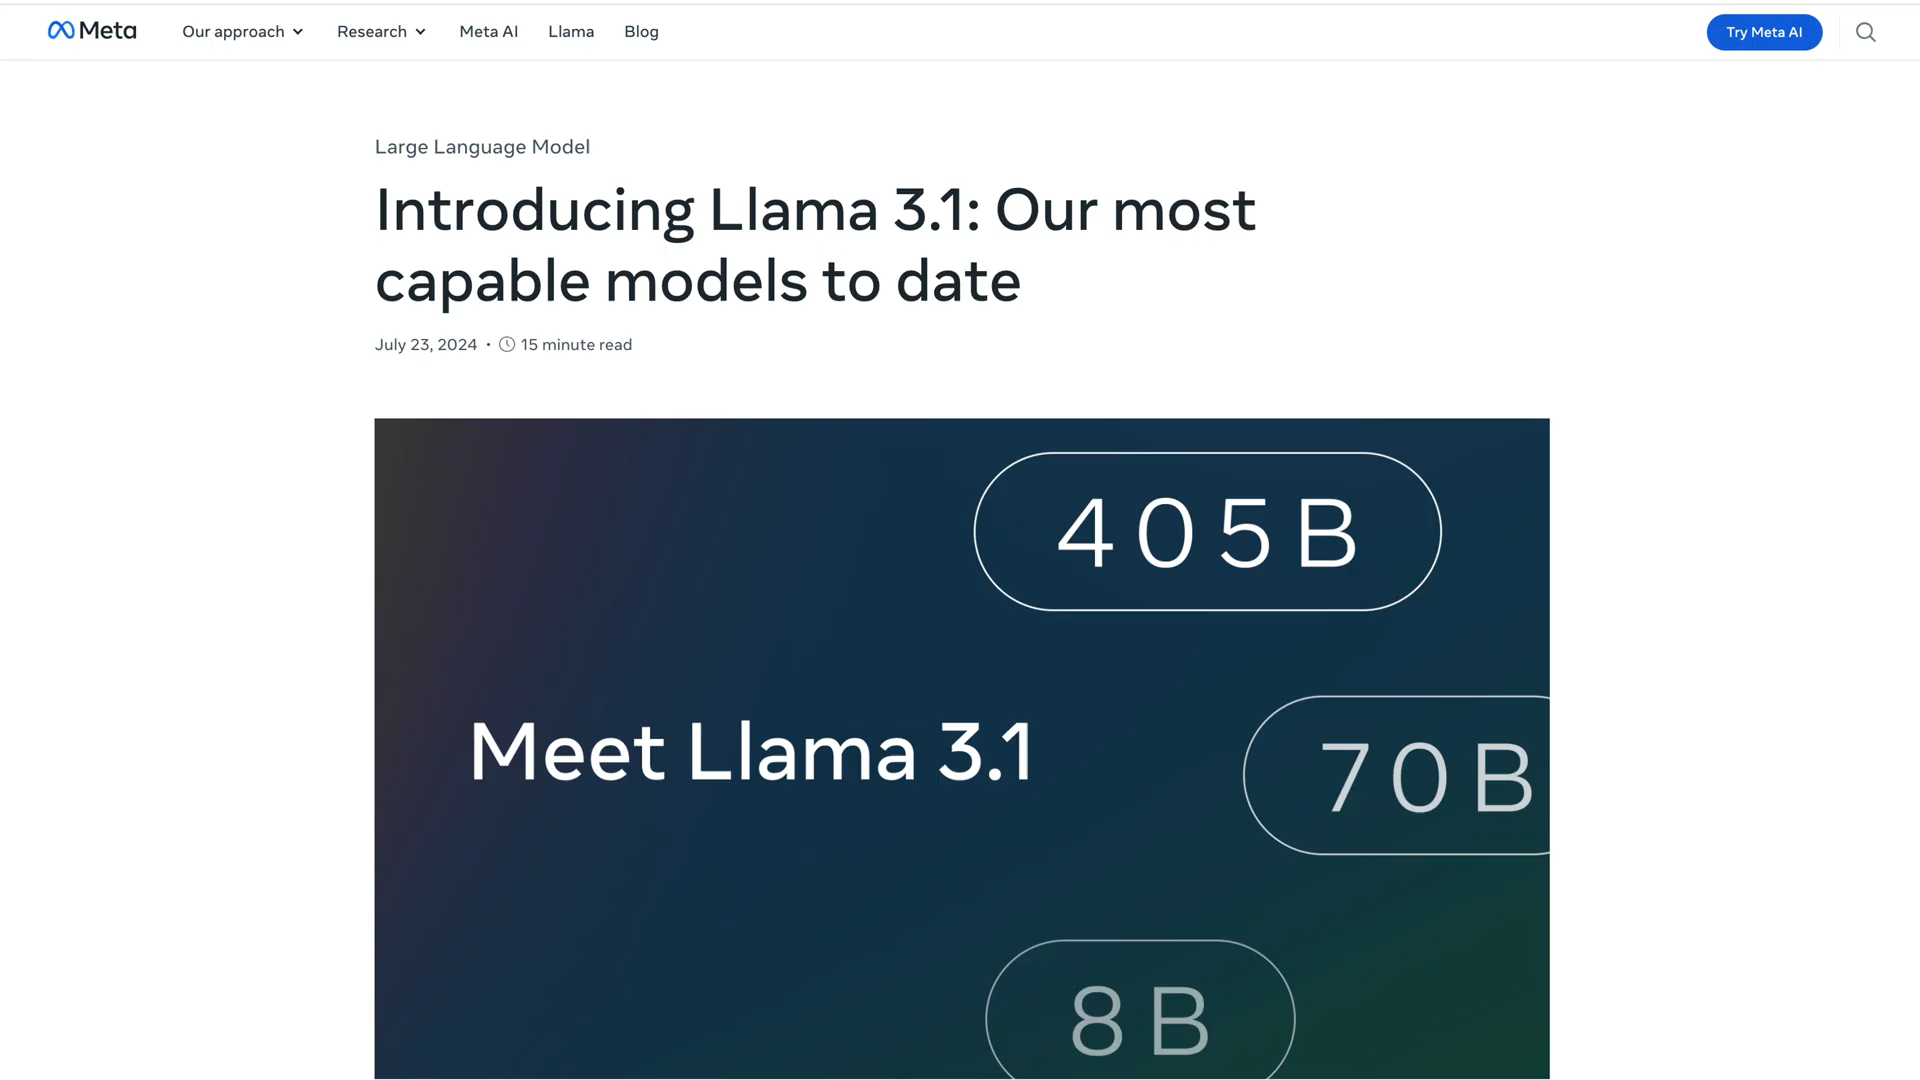 Meta
Our approach
Research
Meta AI
Llama
Blog
Try Meta AI
Large Language Model
Introducing Llama 3.1: Our most
capable models to date
July 23, 2024 • 15 minute read
405B
Meet Llama 3.1
70B
8B